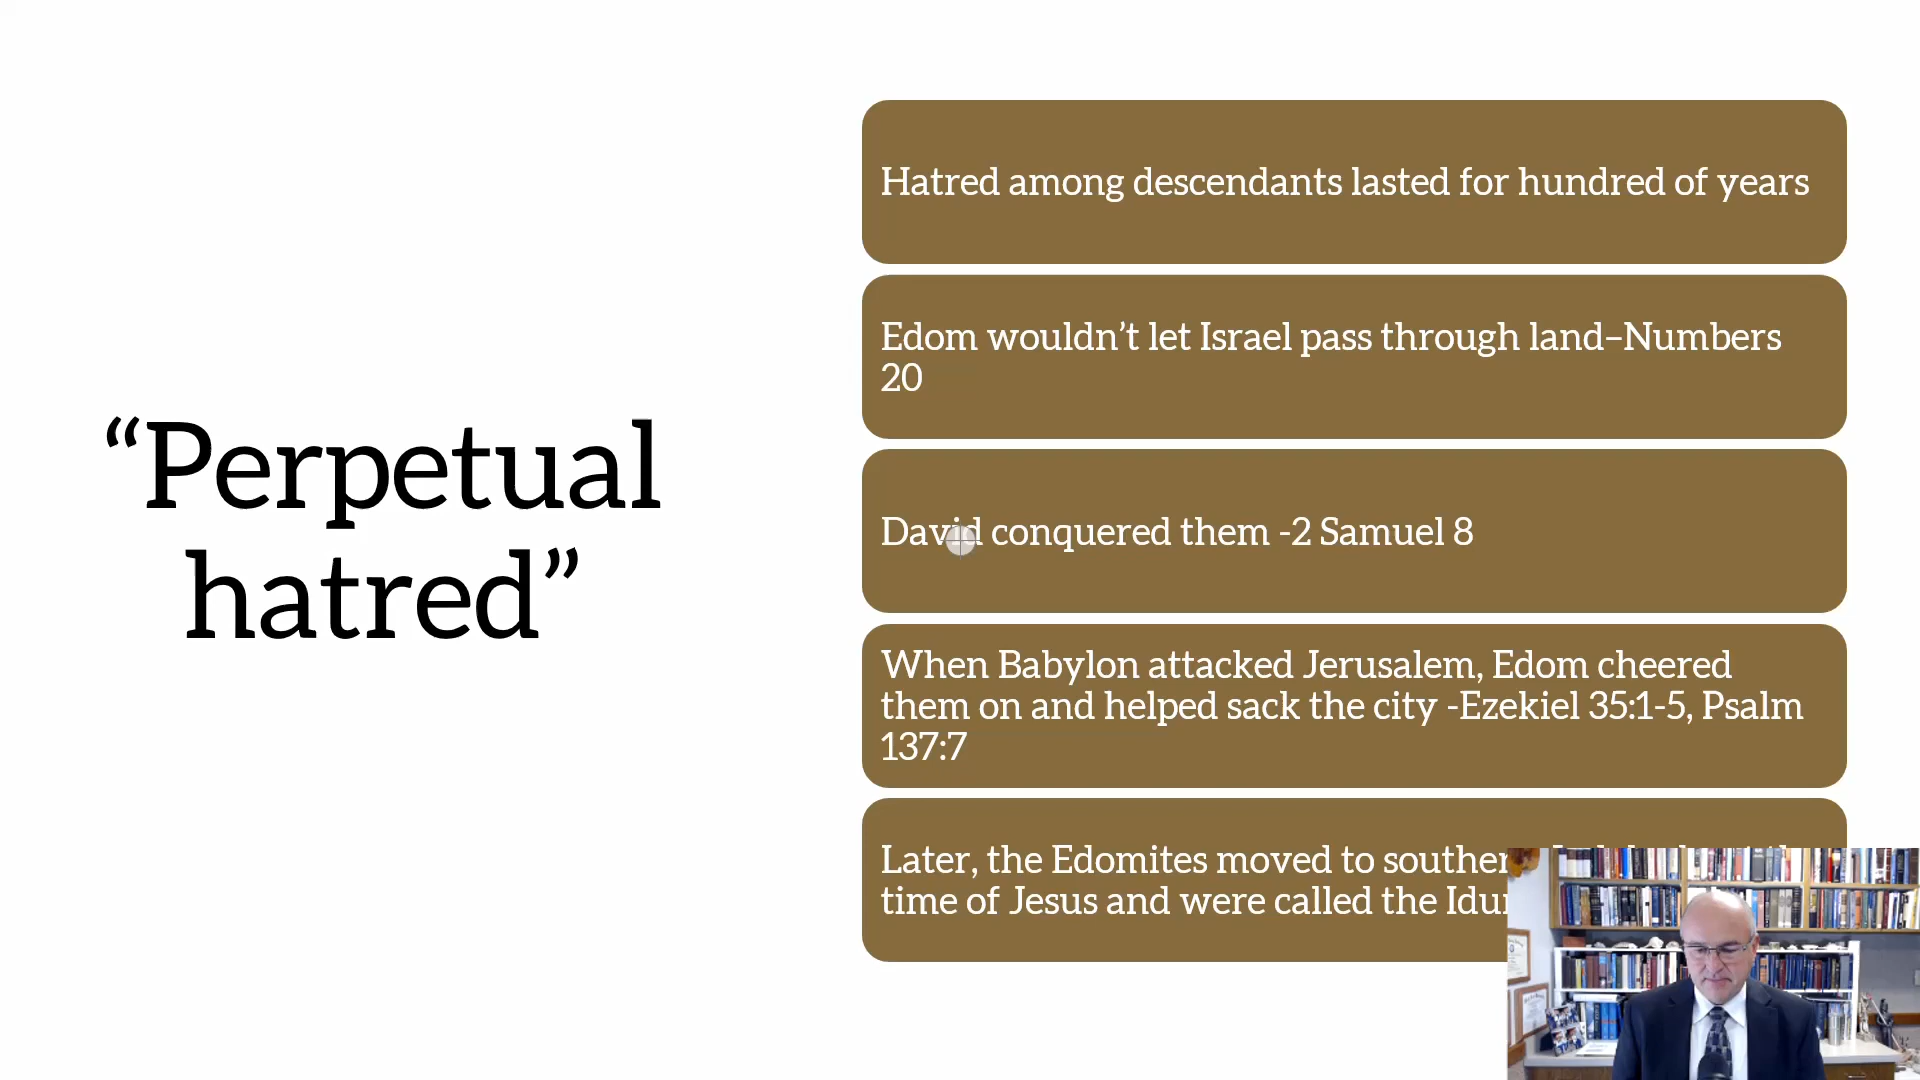 “Perpetual
hatred”
Hatred among descendants lasted for hundred of years
Edom wouldn’t let Israel pass through land–Numbers
20
David conquered them -2 Samuel 8
When Babylon attacked Jerusalem, Edom cheered
them on and helped sack the city -Ezekiel 35:1-5, Psalm
137:7
Later, the Edomites moved to
time of Jesus and were called the